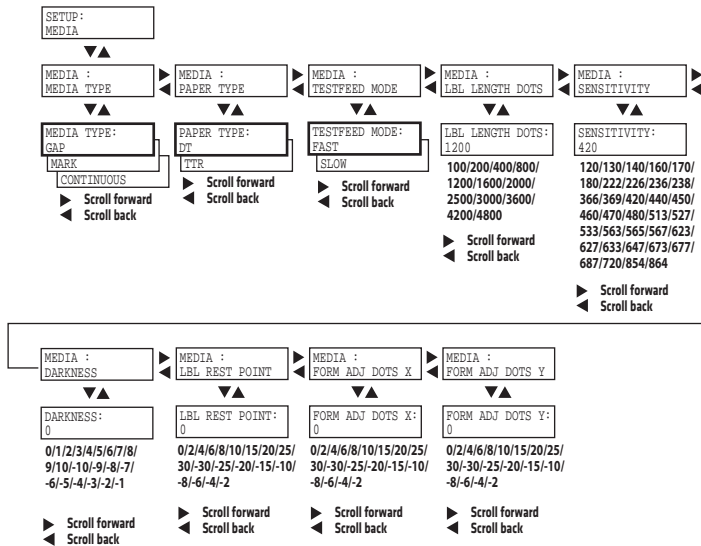 SETUP:
MEDIA
MEDIA :
MEDIA TYPE
MEDIA :
PAPER TYPE
MEDIA :
TESTFEED MODE
MEDIA :
LBL LENGTH DOTS
MEDIA :
SENSITIVITY
MEDIA TYPE:
GAP
MARK
CONTINUOUS
Scroll forward
Scroll back
PAPER TYPE:
DT
TTR
Scroll forward
Scroll back
TESTFEED MODE:
FAST
SLOW
Scroll forward
Scroll back
LBL LENGTH DOTS:
1200
100/200/400/800/
1200/1600/2000/
2500/3000/3600/
4200/4800
Scroll forward
Scroll back
SENSITIVITY:
420
120/130/140/160/170/
180/222/226/236/238/
366/369/420/440/450/
460/470/480/513/527/
533/563/565/567/623/
627/633/647/673/677/
687/720/854/864
Scroll forward
Scroll back
MEDIA :
DARKNESS
MEDIA :
LBL REST POINT
MEDIA :
FORM ADJ DOTS X
MEDIA :
FORM ADJ DOTS Y
DARKNESS:
0
0/1/2/3/4/5/6/7/8/
9/10/-10/-9/-8/-7/
-6/-5/-4/-3/-2/-1
Scroll forward
Scroll back
LBL REST POINT:
0
0/2/4/6/8/10/15/20/25/
30/-30/-25/-20/-15/-10/
-8/-6/-4/-2
Scroll forward
Scroll back
FORM ADJ DOTS X:
0
0/2/4/6/8/10/15/20/25/
30/-30/-25/-20/-15/-10/
-8/-6/-4/-2
Scroll forward
Scroll back
FORM ADJ DOTS Y:
0
0/2/4/6/8/10/15/20/25/
30/-30/-25/-20/-15/-10/
-8/-6/-4/-2
Scroll forward
Scroll back